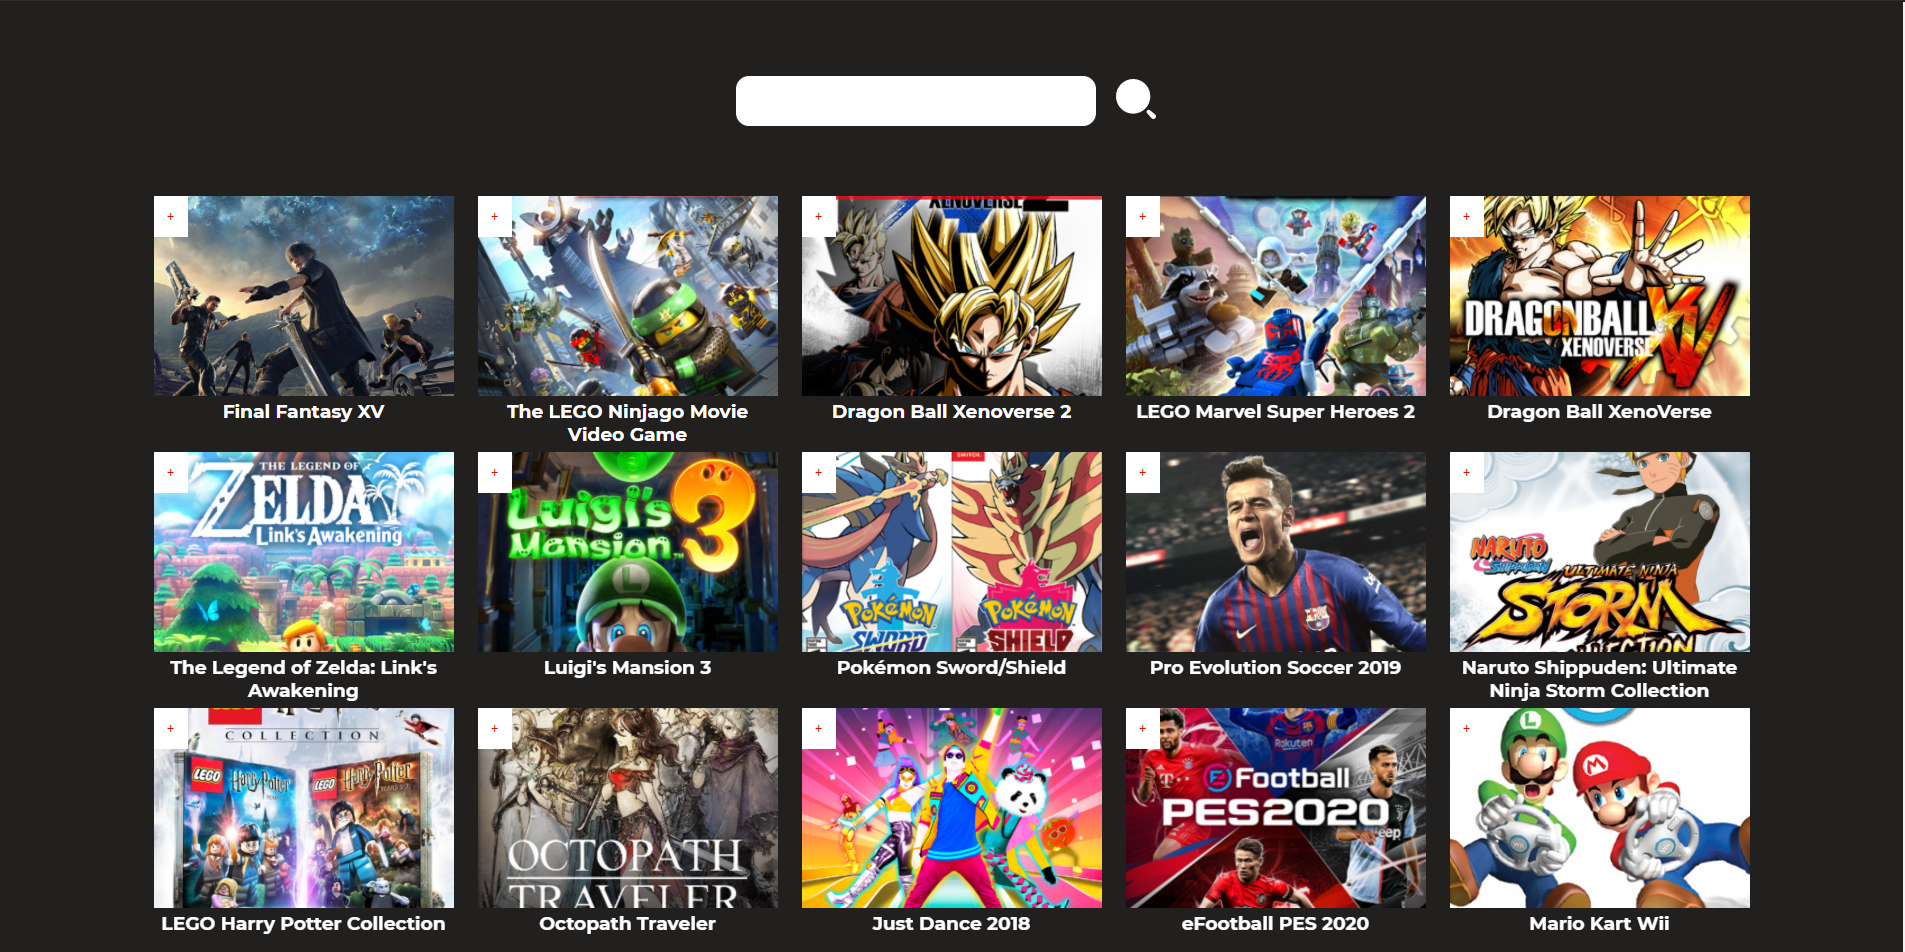 + + + + +
XENOVERSE 2
DRAGONBALL
XENOVERSE XV
Final Fantasy XV
The LEGO Ninjago Movie
Video Game
Dragon Ball Xenoverse 2
LEGO Marvel Super Heroes 2
Dragon Ball XenoVerse
+ + + + +
THE LEGEND OF
ZELDA
Link's Awakening
Luigi's
Mansion 3
L
SWITCH
POKÉMON
SWORD
POKÉMON
SHIELD
NARUTO
SHIPPUDEN
ULTIMATE NINJA
STORM
The Legend of Zelda: Link's
Awakening
Luigi's Mansion 3
Pokémon Sword/Shield
Pro Evolution Soccer 2019
Naruto Shippuden: Ultimate
Ninja Storm Collection
+ + + + +
COLLECTION
LEGO Harry Potter
LEGO Harry Potter
OCTOPATH
TRAVELER
Rakuten
eFootball
PES2020
Jeep
L
M
LEGO Harry Potter Collection
Octopath Traveler
Just Dance 2018
eFootball PES 2020
Mario Kart Wii